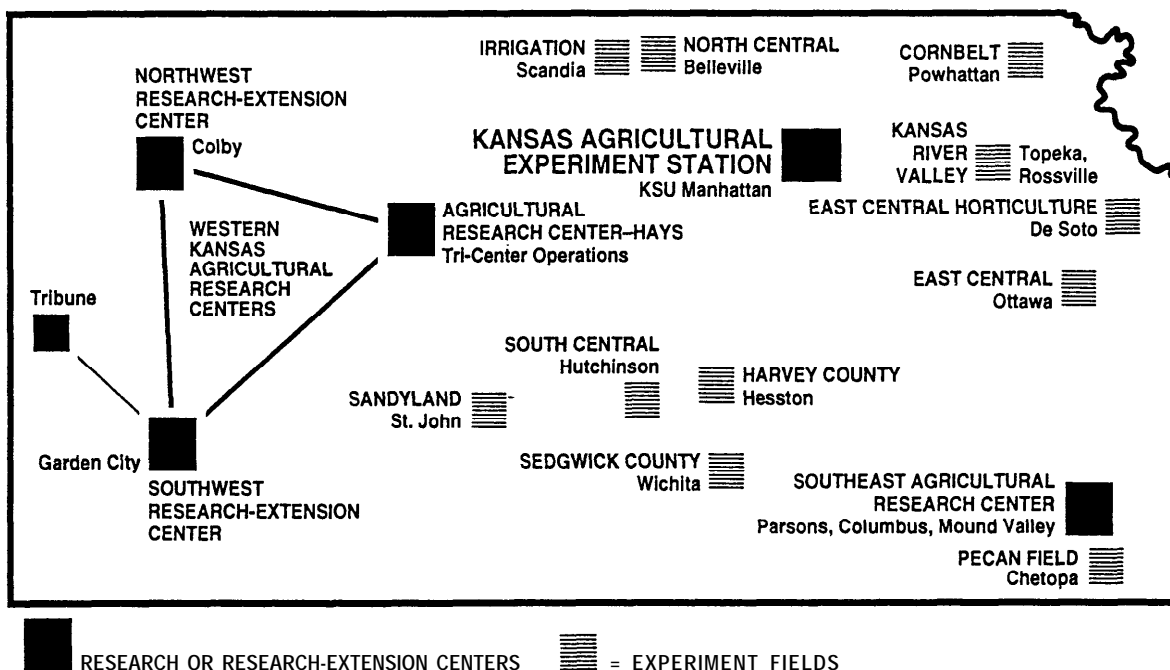 IRRIGATION
Scandia
NORTH CENTRAL
Belleville
CORNBELT
Powhattan
NORTHWEST
RESEARCH-EXTENSION
CENTER
Colby
KANSAS AGRICULTURAL
EXPERIMENT STATION
KSU Manhattan
KANSAS
RIVER
VALLEY
Topeka,
Rossville
EAST CENTRAL HORTICULTURE
De Soto
AGRICULTURAL
RESEARCH CENTER–HAYS
Tri-Center Operations
WESTERN
KANSAS
AGRICULTURAL
RESEARCH
CENTERS
EAST CENTRAL
Ottawa
Tribune
SOUTH CENTRAL
Hutchinson
HARVEY COUNTY
Hesston
SANDYLAND
St. John
Garden City
SOUTHWEST
RESEARCH-EXTENSION
CENTER
SEDGWICK COUNTY
Wichita
SOUTHEAST AGRICULTURAL
RESEARCH CENTER
Parsons, Columbus, Mound Valley
PECAN FIELD
Chetopa
RESEARCH OR RESEARCH-EXTENSION CENTERS
= EXPERIMENT FIELDS